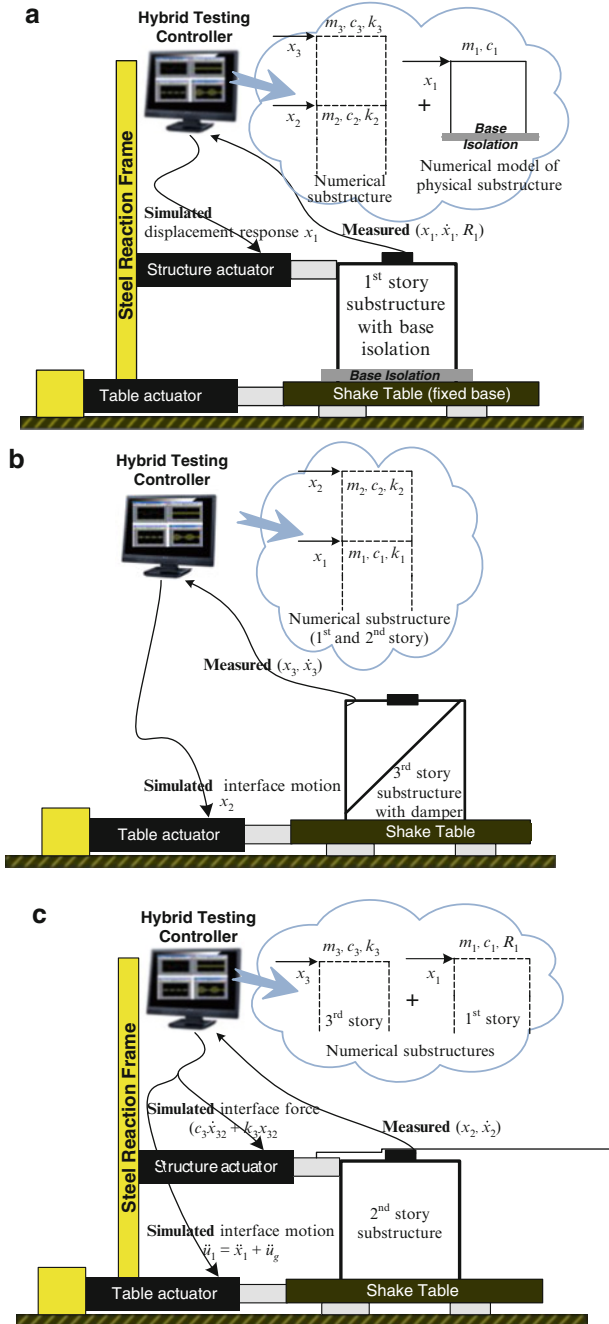 a
Hybrid Testing
Controller
Steel Reaction Frame
x₃
m₃, c₃, k₃
x₂
m₂, c₂, k₂
Numerical
substructure
+
m₁, c₁
x₁
Base
Isolation
Numerical model of
physical substructure
Simulated
displacement response x₁
Measured (x₁, ẋ₁, R₁)
Structure actuator
1st story
substructure
with base
isolation
Base Isolation
Table actuator
Shake Table (fixed base)
b
Hybrid Testing
Controller
x₂
m₂, c₂, k₂
x₁
m₁, c₁, k₁
Numerical substructure
(1st and 2nd story)
Measured (x₃, ẋ₃)
Simulated interface motion
x₂
3rd story
substructure
with damper
Table actuator
Shake Table
c
Hybrid Testing
Controller
Steel Reaction Frame
m₃, c₃, k₃
x₃
3rd story
+
m₁, c₁, R₁
x₁
1st story
Numerical substructures
Simulated interface force
(c₃ẋ₃₂ + k₃x₃₂
Measured (x₂, ẋ₂)
Structure actuator
2nd story
substructure
Simulated interface motion
ü₁ = ẍ₁ + ü_g
Table actuator
Shake Table